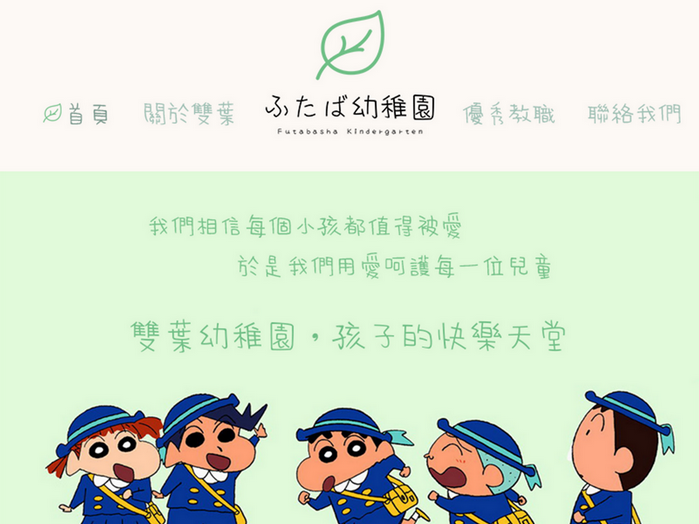 首頁
關於雙葉
ふたば幼稚園
Futabasha Kindergarten
優秀教職
聯絡我們
我們相信每個小孩都值得被愛
於是我們用愛呵護每一位兒童
雙葉幼稚園，孩子的快樂天堂